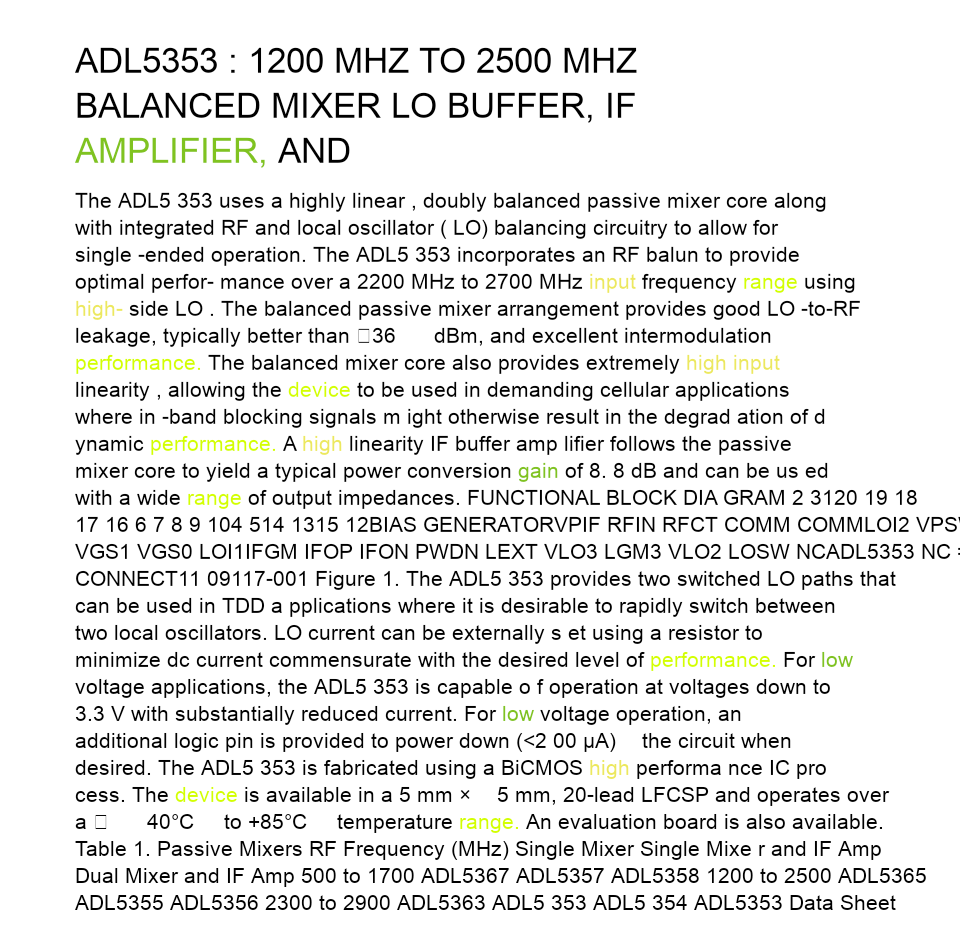 ADL5353 : 1200 MHZ TO 2500 MHZ
BALANCED MIXER LO BUFFER, IF
AMPLIFIER, AND
The ADL5 353 uses a highly linear , doubly balanced passive mixer core along
with integrated RF and local oscillator ( LO) balancing circuitry to allow for
single -ended operation. The ADL5 353 incorporates an RF balun to provide
optimal perfor- mance over a 2200 MHz to 2700 MHz input frequency range using
high- side LO . The balanced passive mixer arrangement provides good LO -to-RF
leakage, typically better than □36 dBm, and excellent intermodulation
performance. The balanced mixer core also provides extremely high input
linearity , allowing the device to be used in demanding cellular applications
where in -band blocking signals m ight otherwise result in the degrad ation of d
ynamic performance. A high linearity IF buffer amp lifier follows the passive
mixer core to yield a typical power conversion gain of 8. 8 dB and can be us ed
with a wide range of output impedances. FUNCTIONAL BLOCK DIA GRAM 2 3120 19 18
17 16 6 7 8 9 104 514 1315 12BIAS GENERATORVPIF RFIN RFCT COMM COMMLOI2 VPS
VGS1 VGS0 LOI1IFGM IFOP IFON PWDN LEXT VLO3 LGM3 VLO2 LOSW NCADL5353 NC =
CONNECT11 09117-001 Figure 1. The ADL5 353 provides two switched LO paths that
can be used in TDD a pplications where it is desirable to rapidly switch between
two local oscillators. LO current can be externally s et using a resistor to
minimize dc current commensurate with the desired level of performance. For low
voltage applications, the ADL5 353 is capable o f operation at voltages down to
3.3 V with substantially reduced current. For low voltage operation, an
additional logic pin is provided to power down (<2 00 μA) the circuit when
desired. The ADL5 353 is fabricated using a BiCMOS high performa nce IC pro
cess. The device is available in a 5 mm × 5 mm, 20-lead LFCSP and operates over
a □ 40°C to +85°C temperature range. An evaluation board is also available.
Table 1. Passive Mixers RF Frequency (MHz) Single Mixer Single Mixe r and IF Amp
Dual Mixer and IF Amp 500 to 1700 ADL5367 ADL5357 ADL5358 1200 to 2500 ADL5365
ADL5355 ADL5356 2300 to 2900 ADL5363 ADL5 353 ADL5 354 ADL5353 Data Sheet